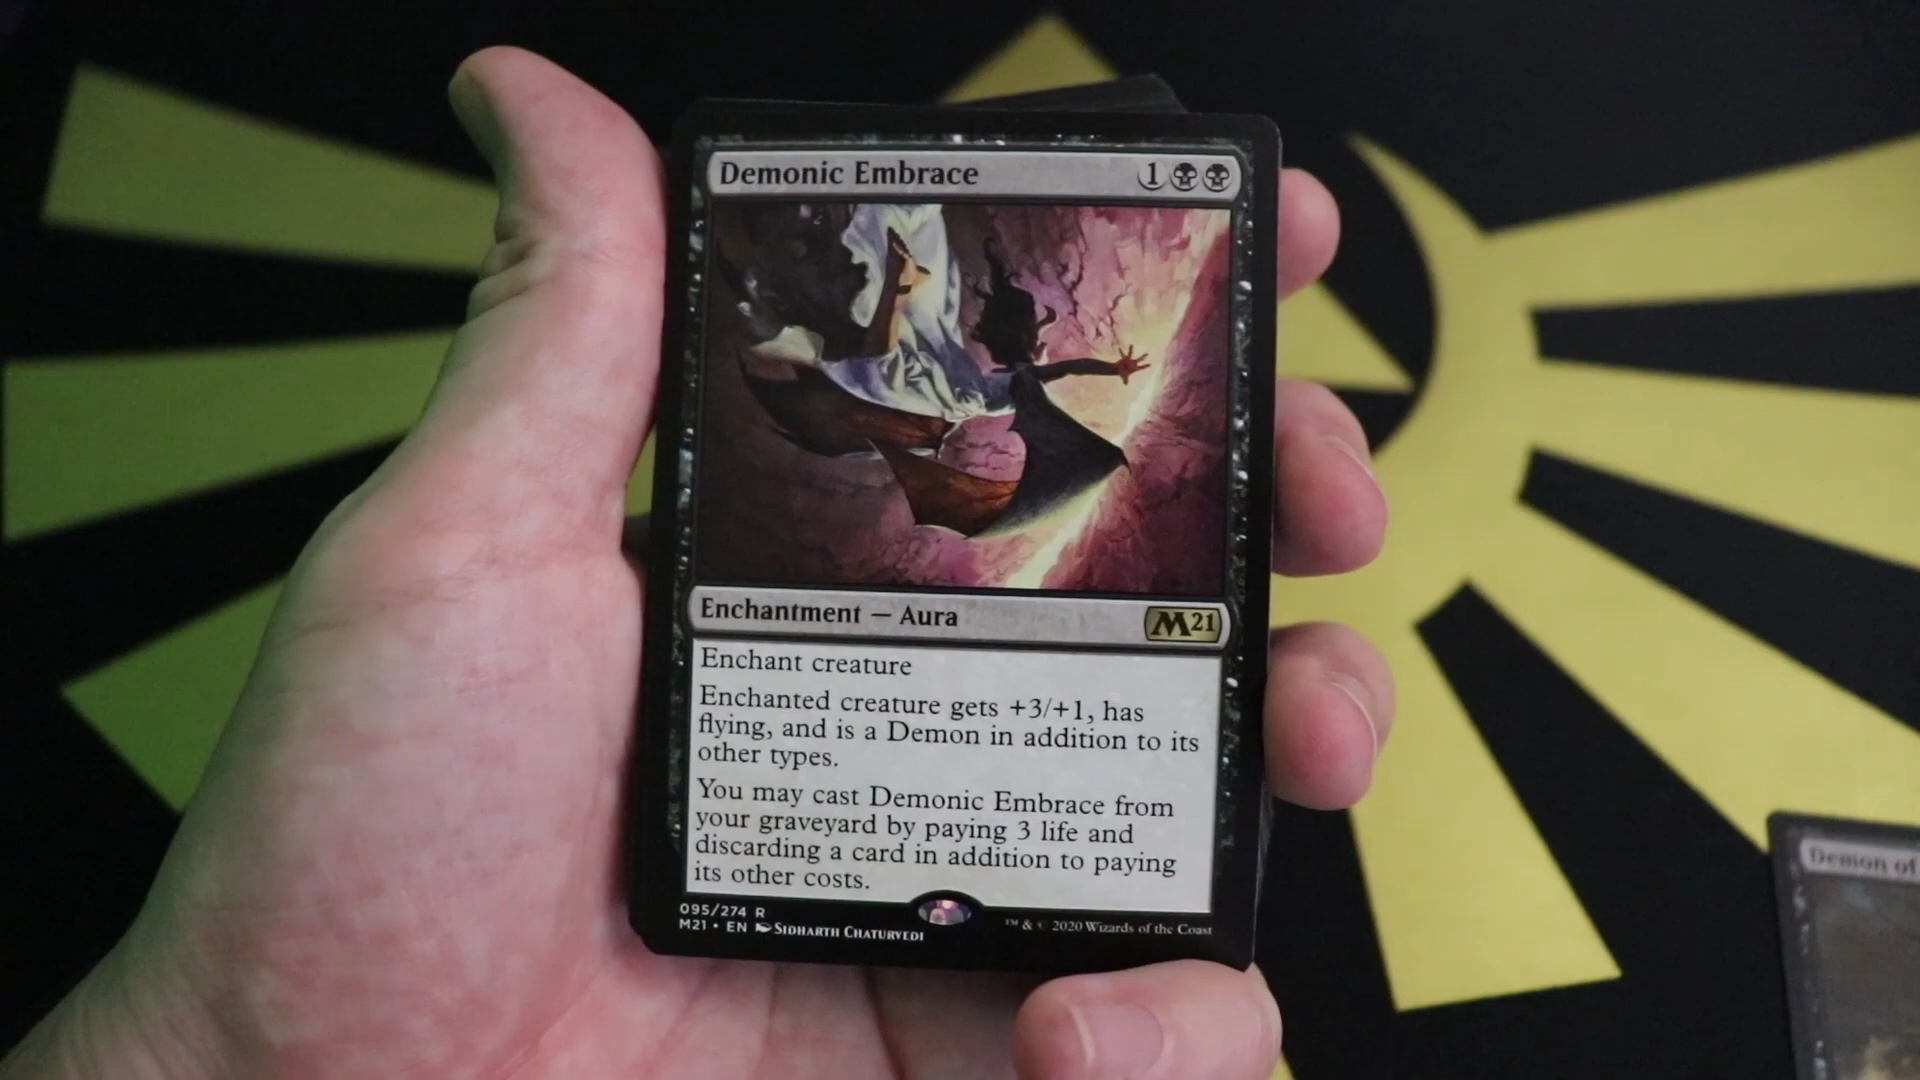 Demonic Embrace 1
Enchantment — Aura M21
Enchant creature
Enchanted creature gets +3/+1, has
flying, and is a Demon in addition to its
other types.
You may cast Demonic Embrace from
your graveyard by paying 3 life and
discarding a card in addition to paying
its other costs.
095/274 R
M21 • EN Sidharth Chaturvedi
™ & © 2020 Wizards of the Coast
Demon of